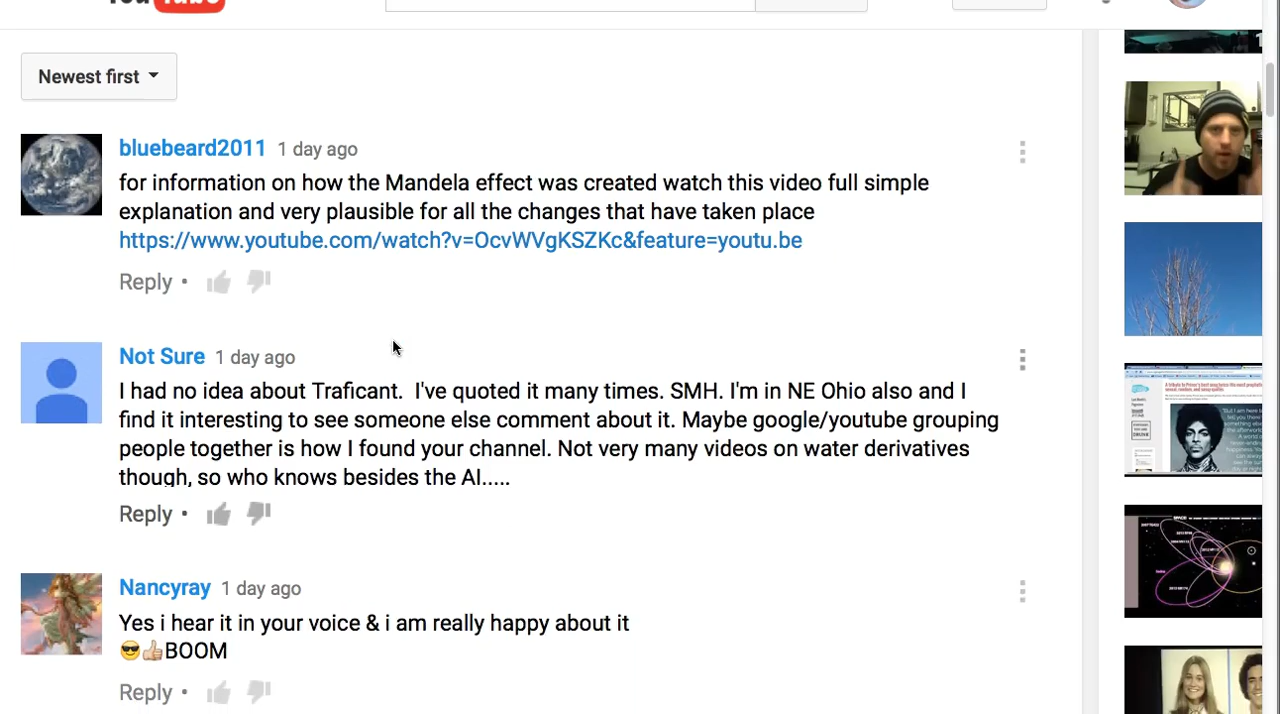 You Tube
Newest first
bluebeard2011 1 day ago
for information on how the Mandela effect was created watch this video full simple
explanation and very plausible for all the changes that have taken place
https://www.youtube.com/watch?v=OcvWVgKSZKc&feature=youtu.be
Reply •
Not Sure 1 day ago
I had no idea about Traficant. I've quoted it many times. SMH. I'm in NE Ohio also and I
find it interesting to see someone else comment about it. Maybe google/youtube grouping
people together is how I found your channel. Not very many videos on water derivatives
though, so who knows besides the AI.....
Reply •
Nancyray 1 day ago
Yes i hear it in your voice & i am really happy about it
😎👍🏼BOOM
Reply •